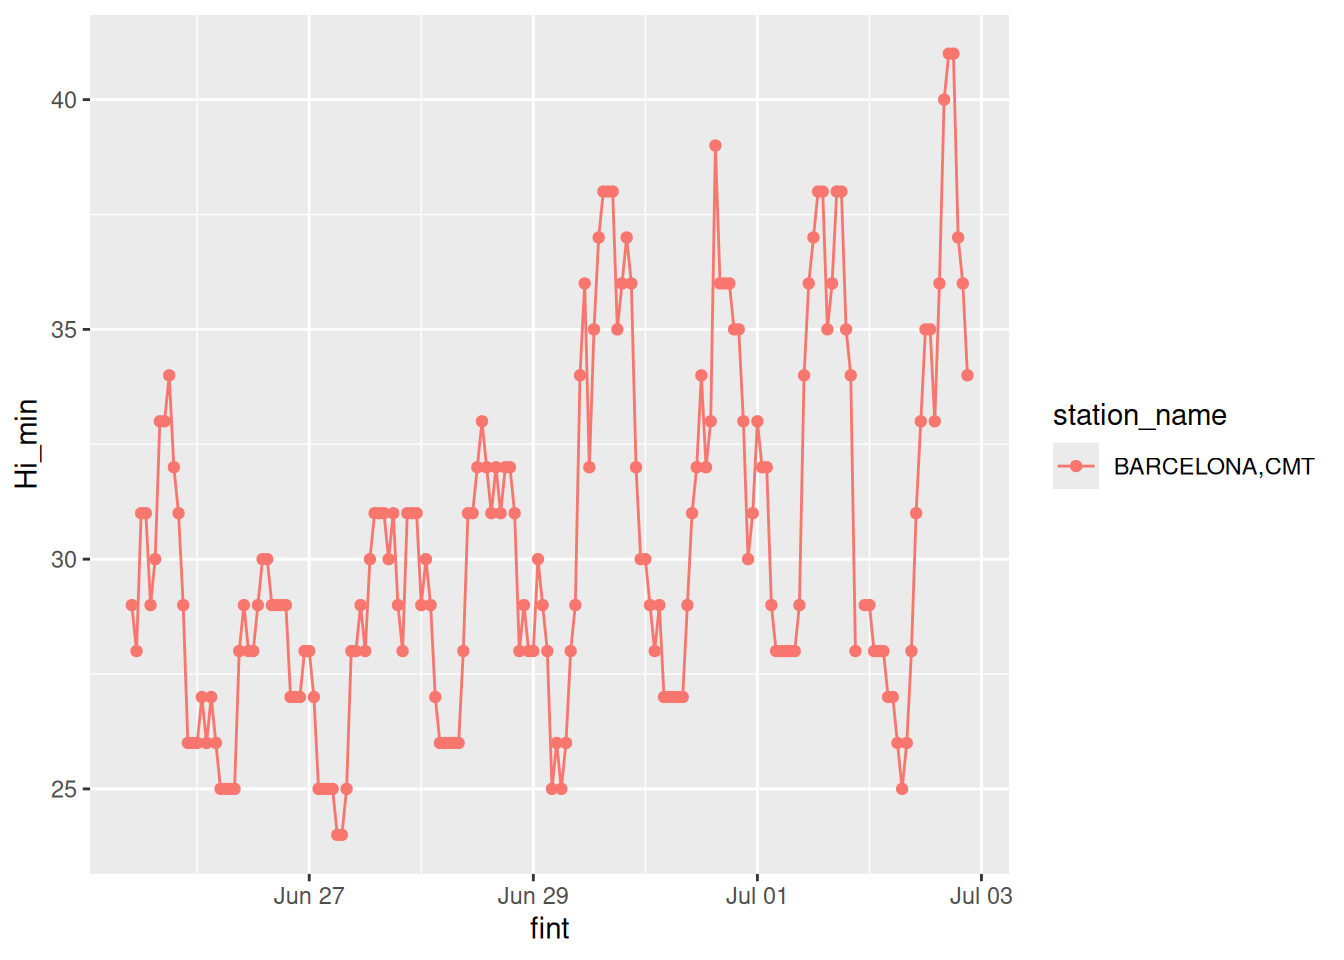 40
35
30
25
Hi_min
Jun 27
Jun 29
Jul 01
Jul 03
fint
station_name
BARCELONA,CMT